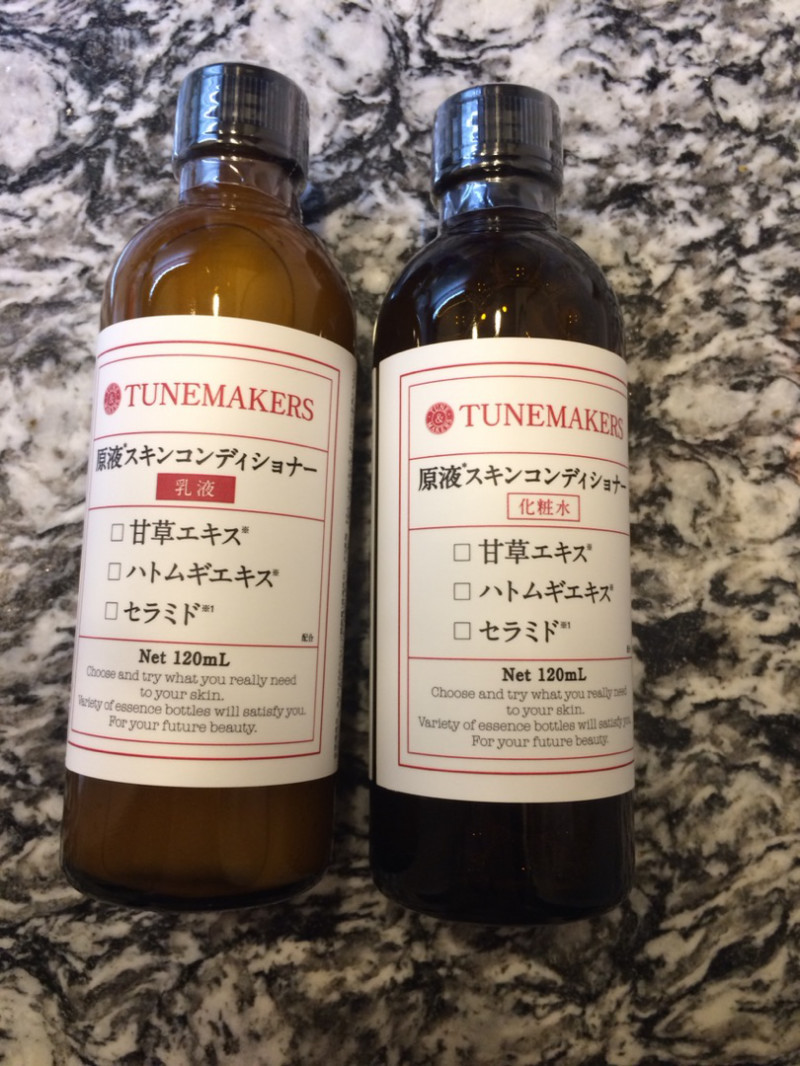 TUNEMAKERS
原液*スキンコンディショナー
乳液
□ 甘草エキス※
□ ハトムギエキス※
□ セラミド※1
配合
Net 120mL
Choose and try what you really need
to your skin.
Variety of essence bottles will satisfy you.
For your future beauty.
TUNEMAKERS
原液*スキンコンディショナー
化粧水
□ 甘草エキス※
□ ハトムギエキス※
□ セラミド※1
Net 120mL
Choose and try what you really need
to your skin.
Variety of essence bottles will satisfy you.
For your future beauty.